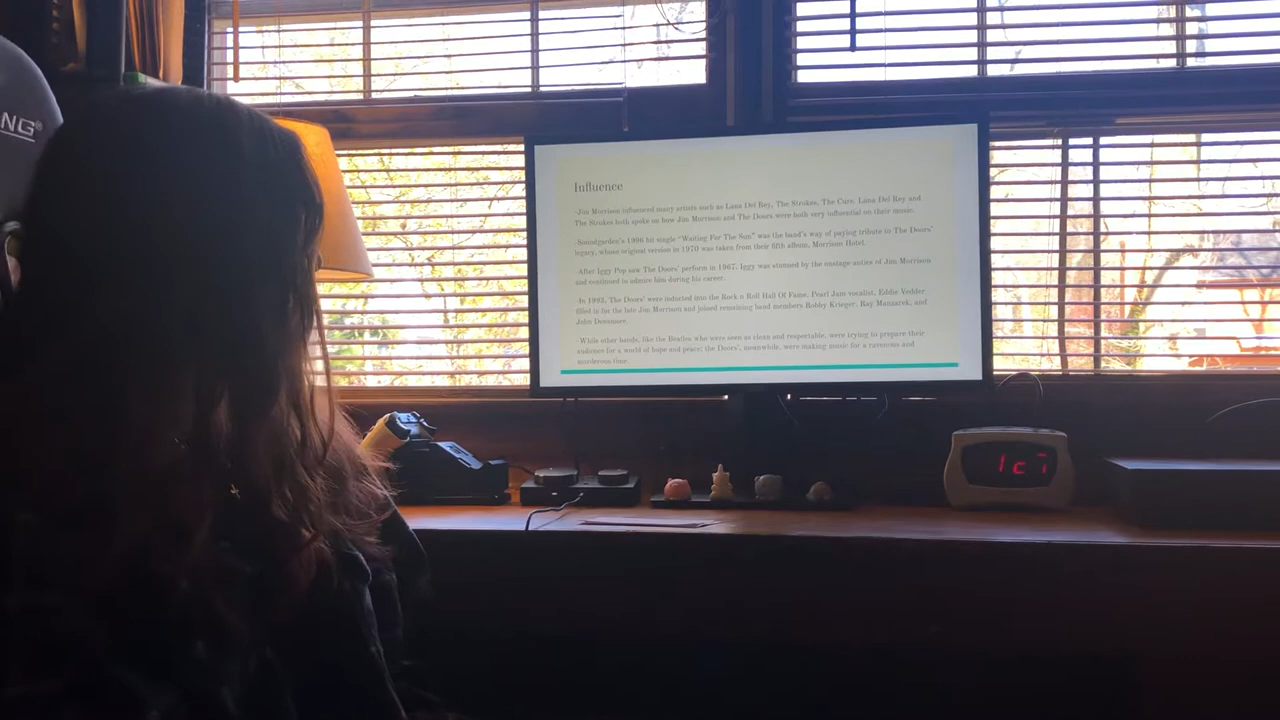 NG®
Influence
-Jim Morrison influenced many artists such as Lana Del Rey, The Strokes, The Cure. Lana Del Rey and
The Strokes both spoke on how Jim Morrison and The Doors were both very influential on their music.
-Soundgarden's 1996 hit single "Waiting For The Sun" was the band's way of paying tribute to The Doors'
legacy, whose original version in 1970 was taken from their fifth album, Morrison Hotel.
-After Iggy Pop saw The Doors' perform in 1967, Iggy was stunned by the onstage antics of Jim Morrison
and continued to admire him during his career.
-In 1993, The Doors' were inducted into the Rock n Roll Hall Of Fame, Pearl Jam vocalist, Eddie Vedder
filled in for the late Jim Morrison and joined remaining band members Robby Krieger, Ray Manzarek, and
John Densmore.
-While other bands, like the Beatles, who were seen as clean and respectable, were trying to prepare their
audience for a world of hope and peace; the Doors', meanwhile, were making music for a ravenous and
murderous time.